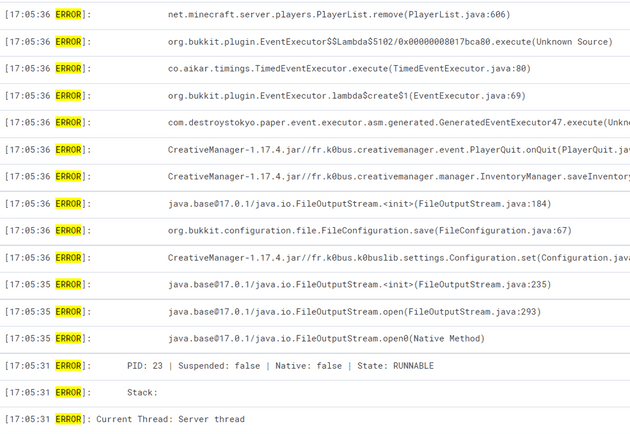 [17:05:36 ERROR]: net.minecraft.server.players.PlayerList.remove(PlayerList.java:606)
[17:05:36 ERROR]: org.bukkit.plugin.EventExecutor$$Lambda$5102/0x00000008017bca80.execute(Unknown Source)
[17:05:36 ERROR]: co.aikar.timings.TimedEventExecutor.execute(TimedEventExecutor.java:80)
[17:05:36 ERROR]: org.bukkit.plugin.EventExecutor.lambda$create$1(EventExecutor.java:69)
[17:05:36 ERROR]: com.destroystokyo.paper.event.executor.asm.generated.GeneratedEventExecutor47.execute(Unkn
[17:05:36 ERROR]: CreativeManager-1.17.4.jar//fr.k0bus.creativemanager.event.PlayerQuit.onQuit(PlayerQuit.ja
[17:05:36 ERROR]: CreativeManager-1.17.4.jar//fr.k0bus.creativemanager.manager.InventoryManager.saveInventory
[17:05:36 ERROR]: java.base@17.0.1/java.io.FileOutputStream.<init>(FileOutputStream.java:184)
[17:05:36 ERROR]: org.bukkit.configuration.file.FileConfiguration.save(FileConfiguration.java:67)
[17:05:36 ERROR]: CreativeManager-1.17.4.jar//fr.k0bus.k0buslib.settings.Configuration.set(Configuration.java
[17:05:35 ERROR]: java.base@17.0.1/java.io.FileOutputStream.<init>(FileOutputStream.java:235)
[17:05:35 ERROR]: java.base@17.0.1/java.io.FileOutputStream.open(FileOutputStream.java:293)
[17:05:35 ERROR]: java.base@17.0.1/java.io.FileOutputStream.open0(Native Method)
[17:05:31 ERROR]: PID: 23 | Suspended: false | Native: false | State: RUNNABLE
[17:05:31 ERROR]: Stack:
[17:05:31 ERROR]: Current Thread: Server thread